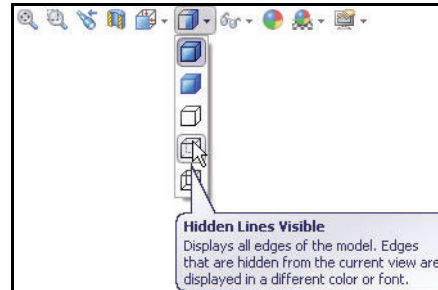 Hidden Lines Visible
Displays all edges of the model. Edges
that are hidden from the current view are
displayed in a different color or font.